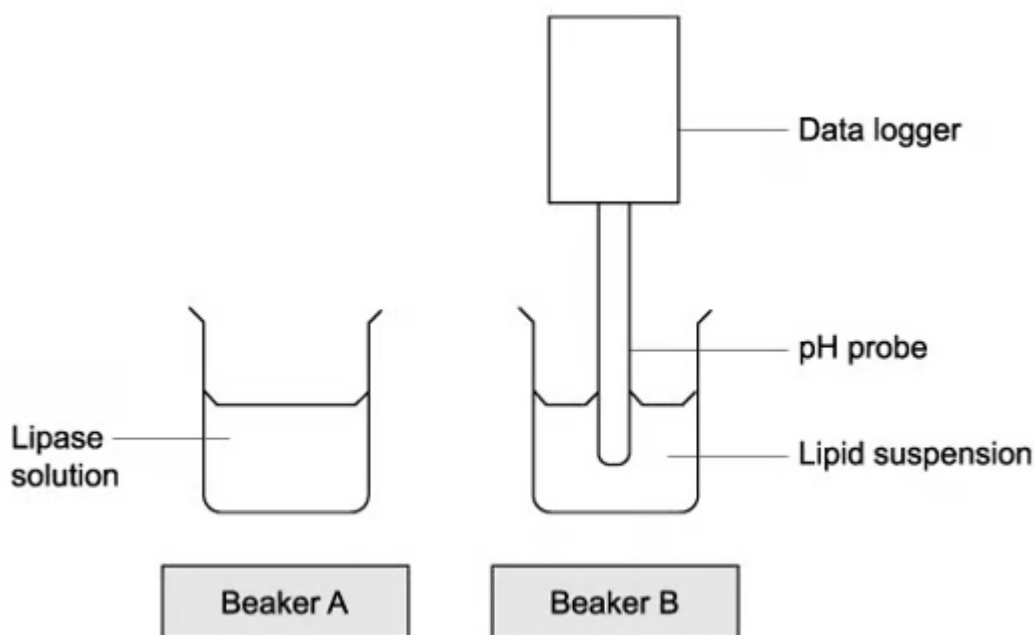 Data logger
pH probe
Lipase
solution
Lipid suspension
Beaker A
Beaker B